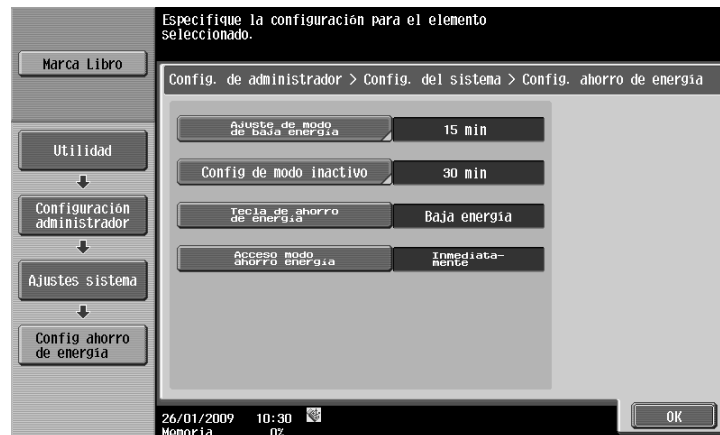 Especifique la configuración para el elemento
seleccionado.
Marca Libro
Config. de administrador > Config. del sistema > Config. ahorro de energía
Utilidad
Configuración
administrador
Ajustes sistema
Config ahorro
de energía
Ajuste de modo
de baja energía
15 min
Config de modo inactivo
30 min
Tecla de ahorro
de energía
Baja energía
Acceso modo
ahorro energía
Inmediata-
mente
26/01/2009 10:30
Memoria 0%
OK